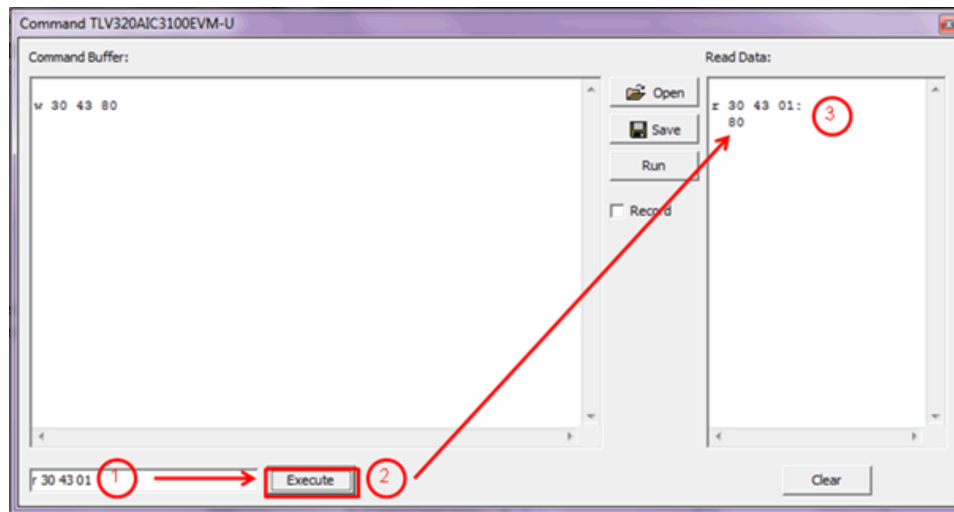 Command TLV320AIC3100EVM-U
Command Buffer:
Read Data:
w 30 43 80
Open
Save
Run
Record
r 30 43 01:
80
3
r 30 43 01
1
Execute
2
Clear